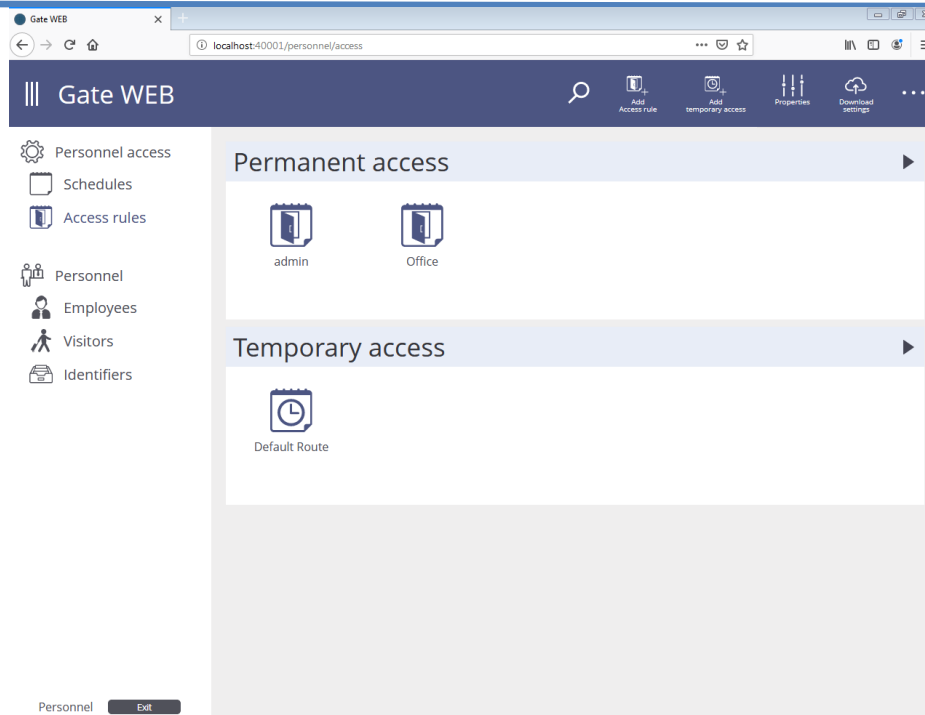 Gate WEB
localhost:40001/personnel/access
Gate WEB
Add
Access rule
Add
temporary access
Properties
Download
settings
Personnel access
Schedules
Access rules
Personnel
Employees
Visitors
Identifiers
Permanent access
admin
Office
Temporary access
Default Route
Personnel
Exit